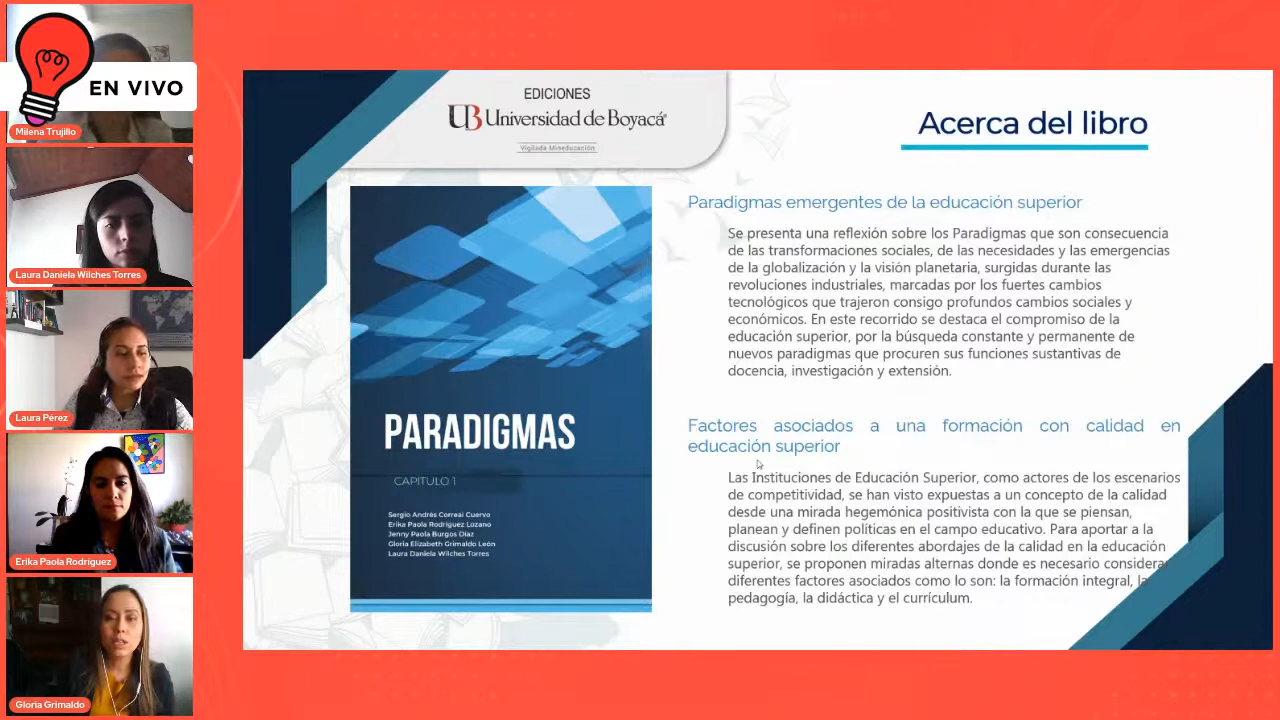 EN VIVO
Milena Trujillo
Laura Daniela Wilches Torres
Laura Pérez
Erika Paola Rodríguez
Gloria Grimaldo
EDICIONES
UB Universidad de Boyacá
Vigilada Mineducación
Acerca del libro
PARADIGMAS
CAPITULO 1
Sergio Andrés Correal Cuervo
Erika Paola Rodríguez Lozano
Jenny Paola Burgos Díaz
Gloria Elizabeth Grimaldo León
Laura Daniela Wilches Torres
Paradigmas emergentes de la educación superior
Se presenta una reflexión sobre los Paradigmas que son consecuencia
de las transformaciones sociales, de las necesidades y las emergencias
de la globalización y la visión planetaria, surgidas durante las
revoluciones industriales, marcadas por los fuertes cambios
tecnológicos que trajeron consigo profundos cambios sociales y
económicos. En este recorrido se destaca el compromiso de la
educación superior, por la búsqueda constante y permanente de
nuevos paradigmas que procuren sus funciones sustantivas de
docencia, investigación y extensión.
Factores asociados a una formación con calidad en
educación superior
Las Instituciones de Educación Superior, como actores de los escenarios
de competitividad, se han visto expuestas a un concepto de la calidad
desde una mirada hegemónica positivista con la que se piensan,
planean y definen políticas en el campo educativo. Para aportar a la
discusión sobre los diferentes abordajes de la calidad en la educación
superior, se proponen miradas alternas donde es necesario considerar
diferentes factores asociados como lo son: la formación integral, la
pedagogía, la didáctica y el currículum.